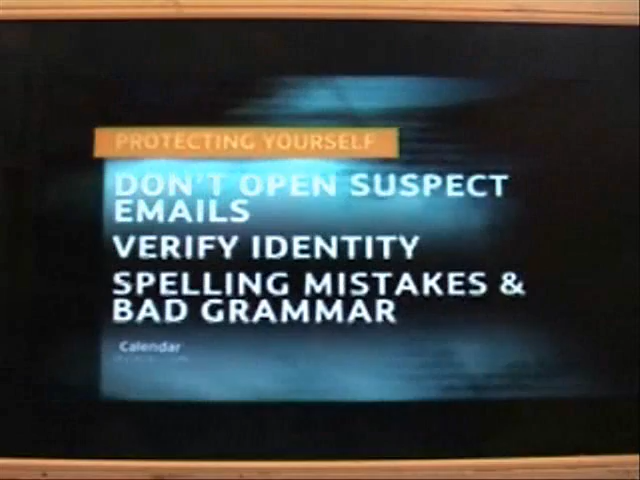 PROTECTING YOURSELF
DON'T OPEN SUSPECT
EMAILS
VERIFY IDENTITY
SPELLING MISTAKES &
BAD GRAMMAR
Calendar